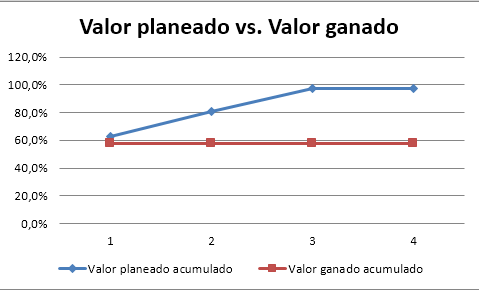 Valor planeado vs. Valor ganado
120,0%
100,0%
80,0%
60,0%
40,0%
20,0%
0,0%
1 2 3 4
Valor planeado acumulado Valor ganado acumulado